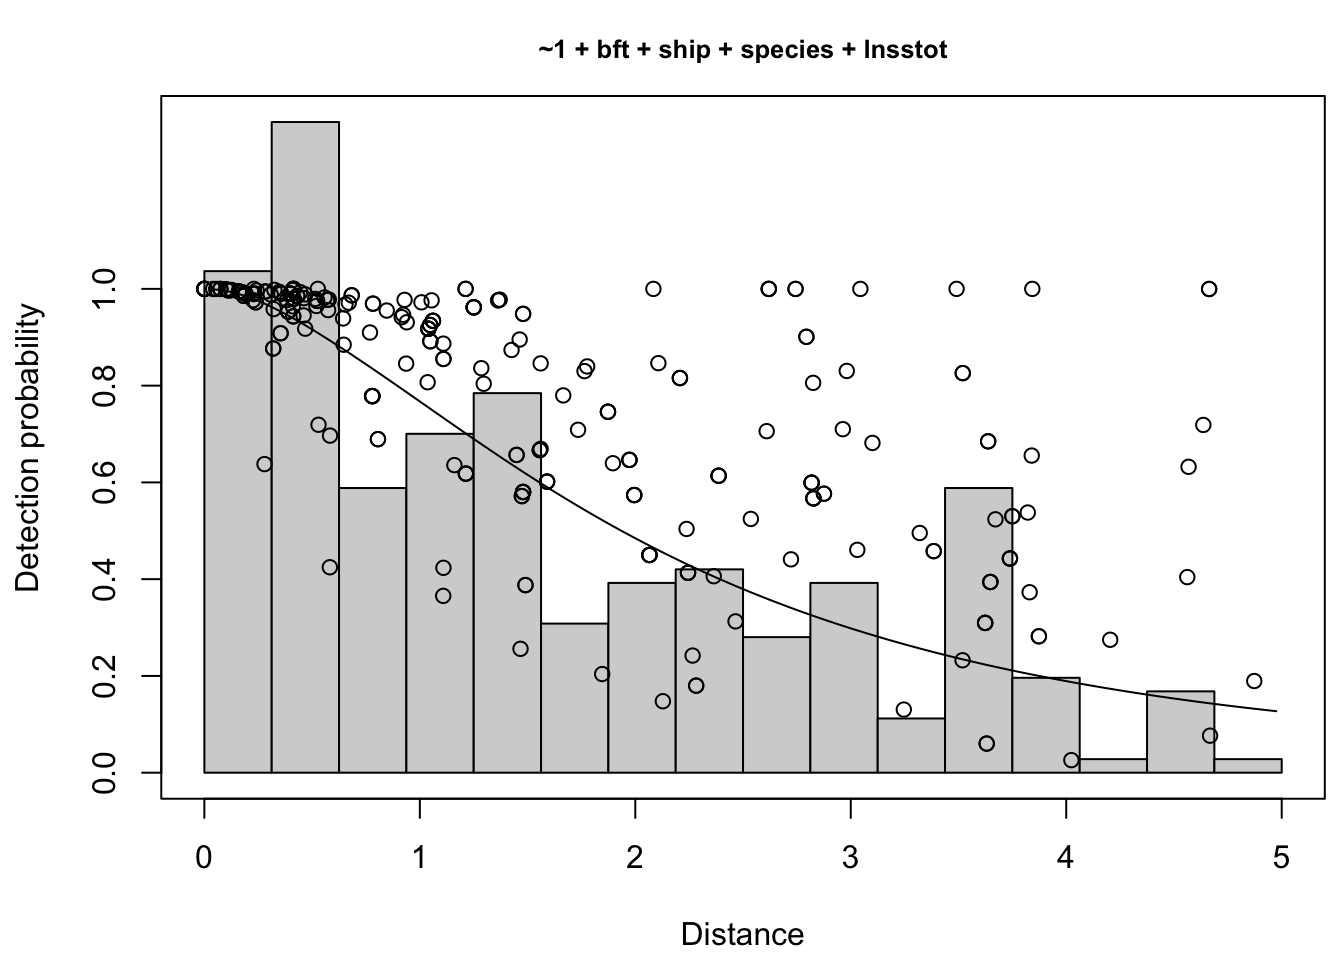 ~1 + bft + ship + species + lnsstot
Detection probability
1.0
0.8
0.6
0.4
0.2
0.0
0 1 2 3 4 5
Distance